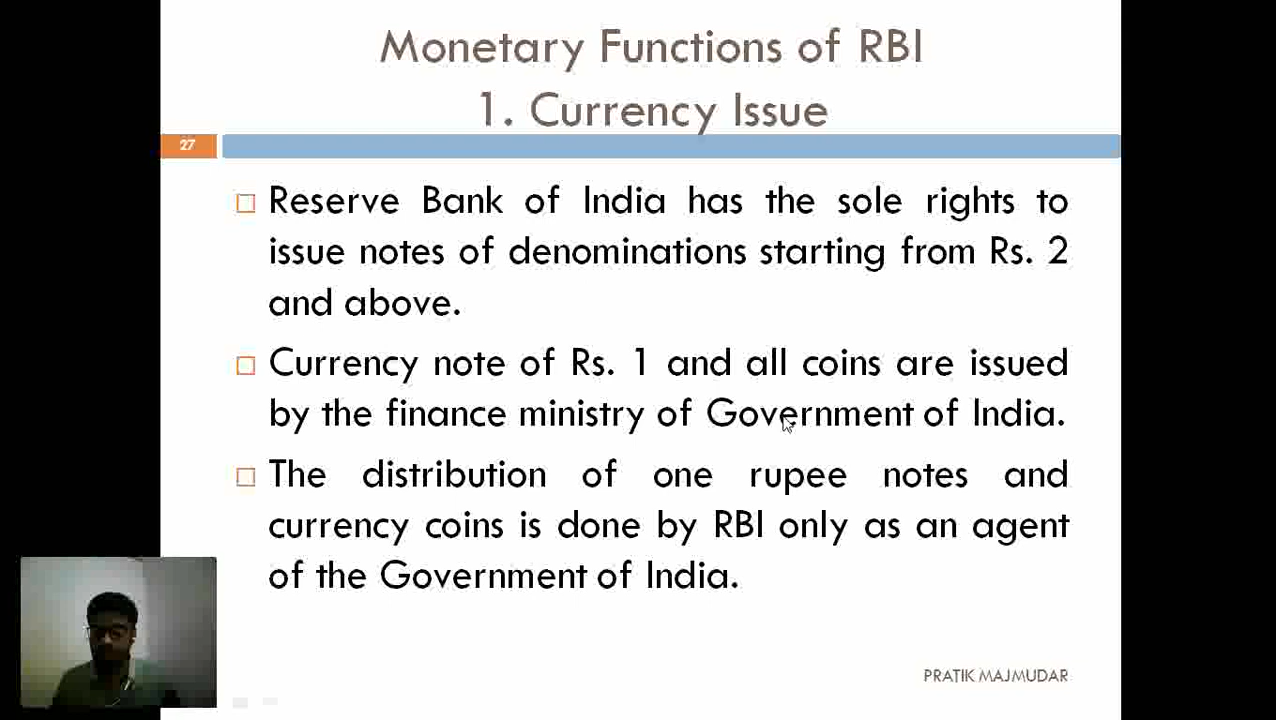 Monetary Functions of RBI
1. Currency Issue
27
Reserve Bank of India has the sole rights to
issue notes of denominations starting from Rs. 2
and above.
Currency note of Rs. 1 and all coins are issued
by the finance ministry of Government of India.
The distribution of one rupee notes and
currency coins is done by RBI only as an agent
of the Government of India.
PRATIK MAJMUDAR